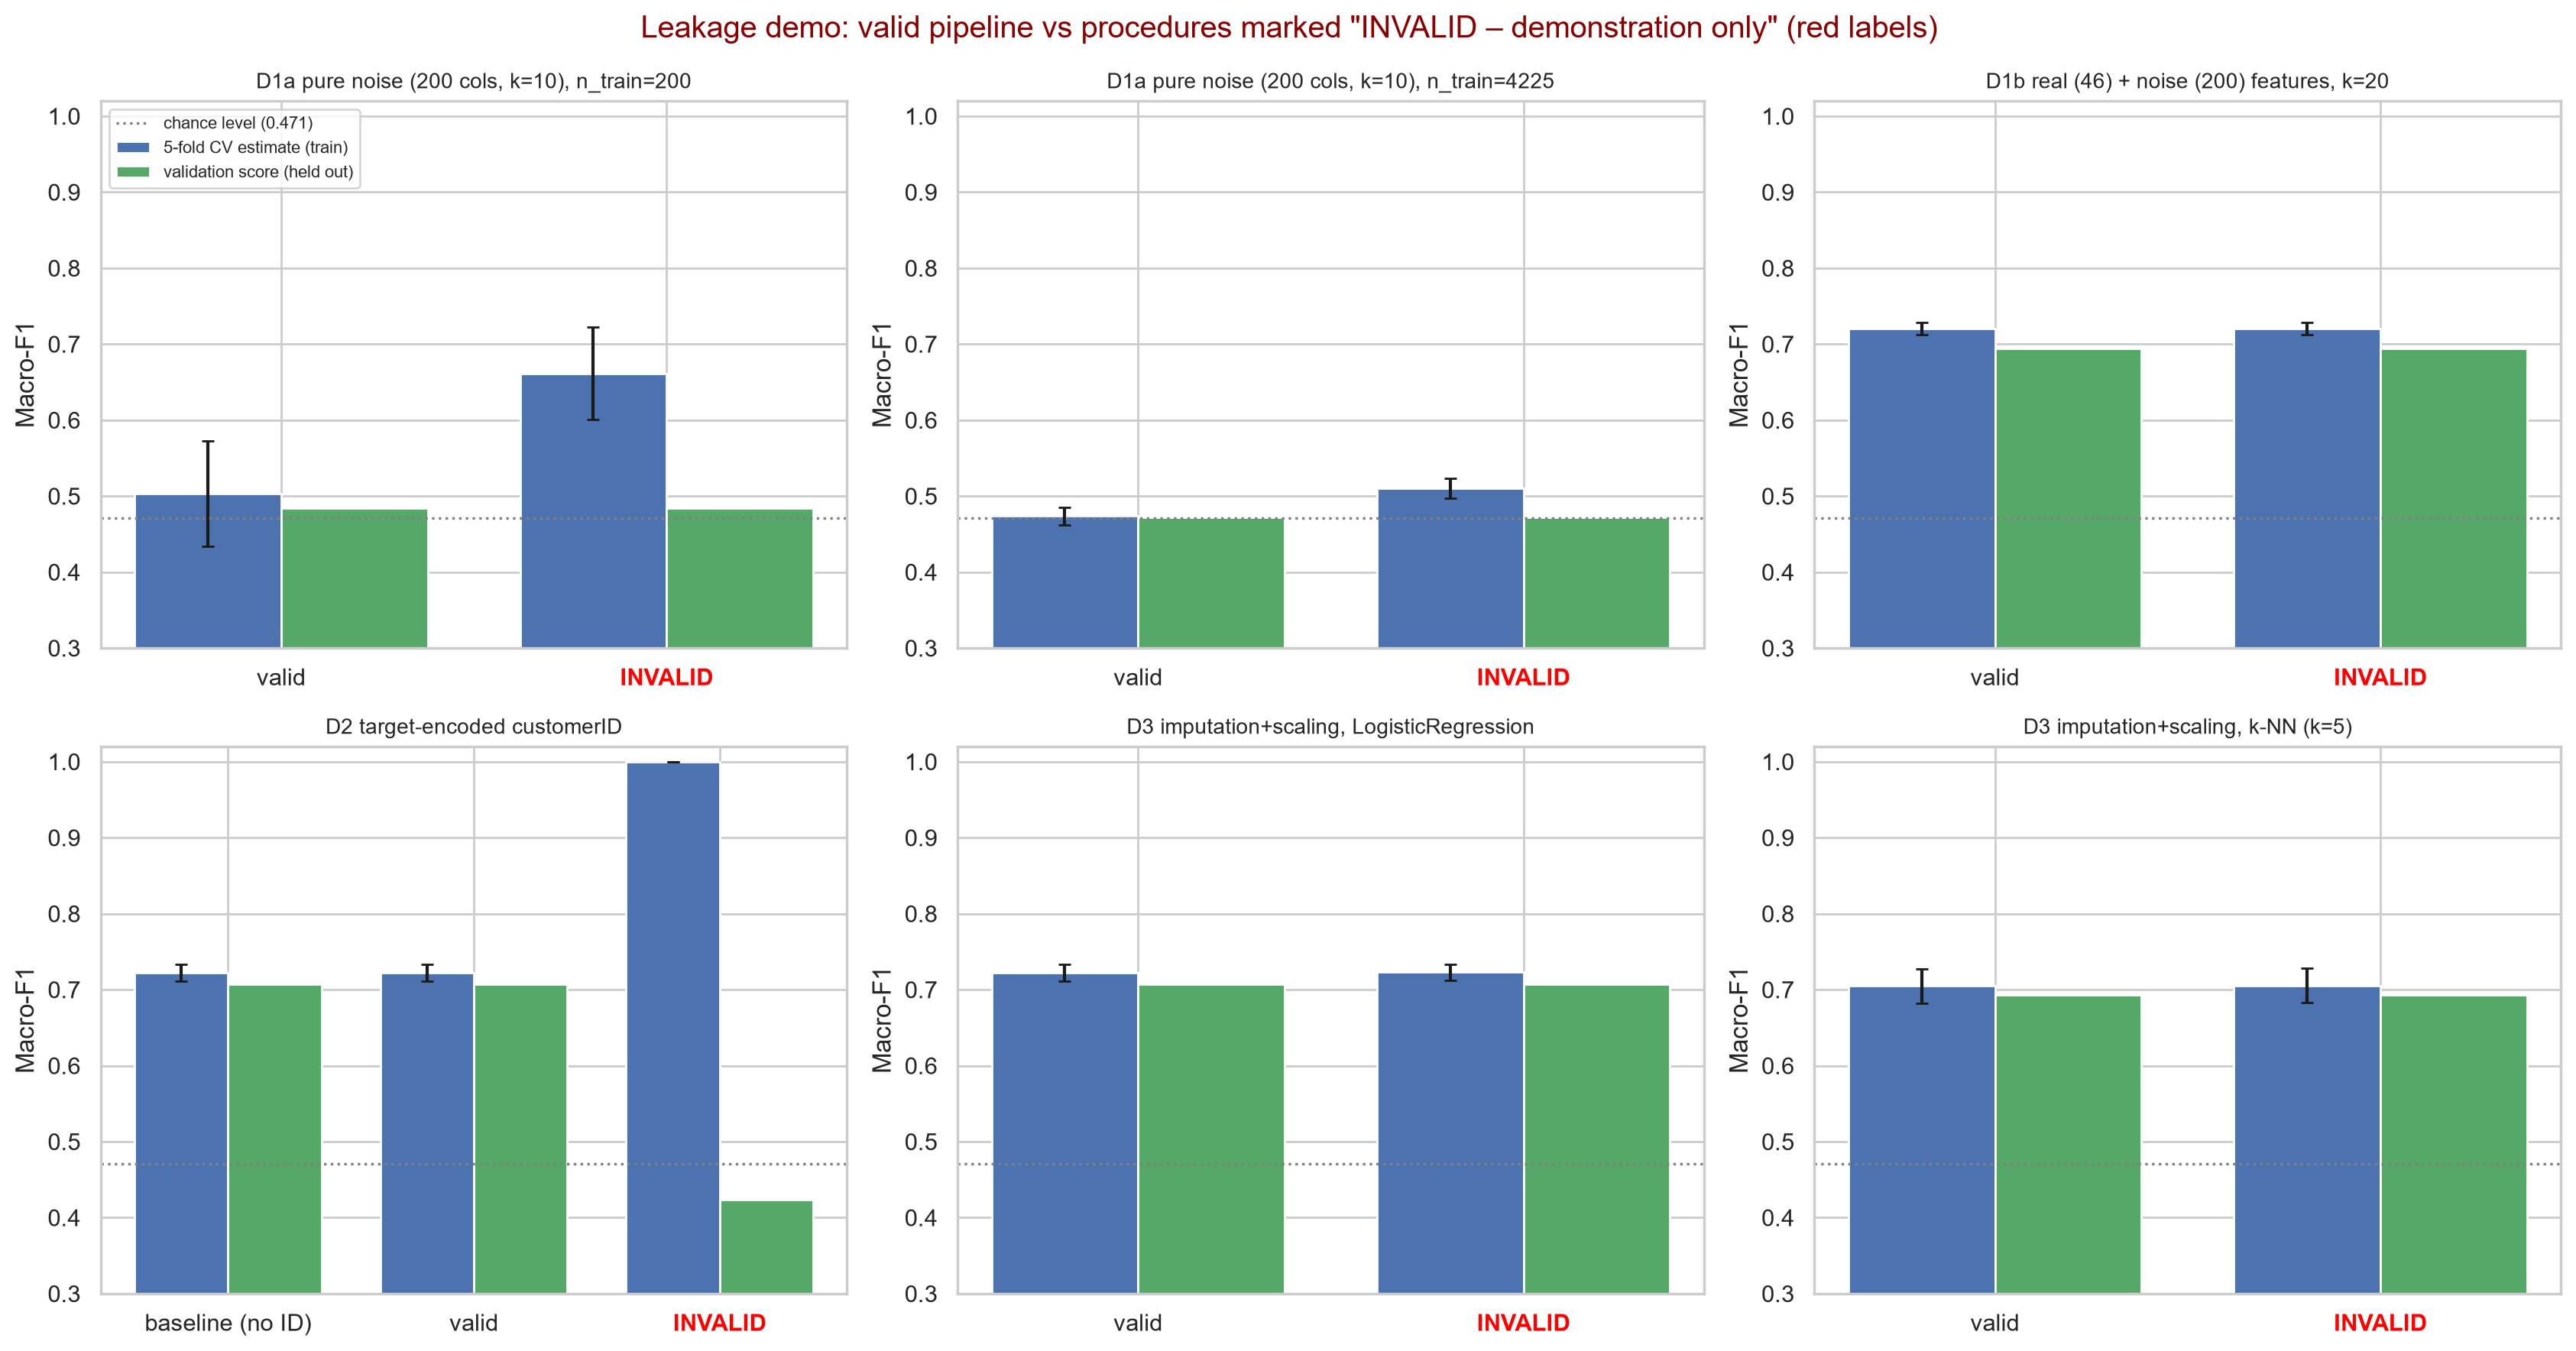 Leakage demo: valid pipeline vs procedures marked "INVALID – demonstration only" (red labels)
D1a pure noise (200 cols, k=10), n_train=200
chance level (0.471)
5-fold CV estimate (train)
validation score (held out)
Macro-F1
1.0
0.9
0.8
0.7
0.6
0.5
0.4
0.3
valid
INVALID
D1a pure noise (200 cols, k=10), n_train=4225
Macro-F1
1.0
0.9
0.8
0.7
0.6
0.5
0.4
0.3
valid
INVALID
D1b real (46) + noise (200) features, k=20
Macro-F1
1.0
0.9
0.8
0.7
0.6
0.5
0.4
0.3
valid
INVALID
D2 target-encoded customerID
Macro-F1
1.0
0.9
0.8
0.7
0.6
0.5
0.4
0.3
baseline (no ID)
valid
INVALID
D3 imputation+scaling, LogisticRegression
Macro-F1
1.0
0.9
0.8
0.7
0.6
0.5
0.4
0.3
valid
INVALID
D3 imputation+scaling, k-NN (k=5)
Macro-F1
1.0
0.9
0.8
0.7
0.6
0.5
0.4
0.3
valid
INVALID